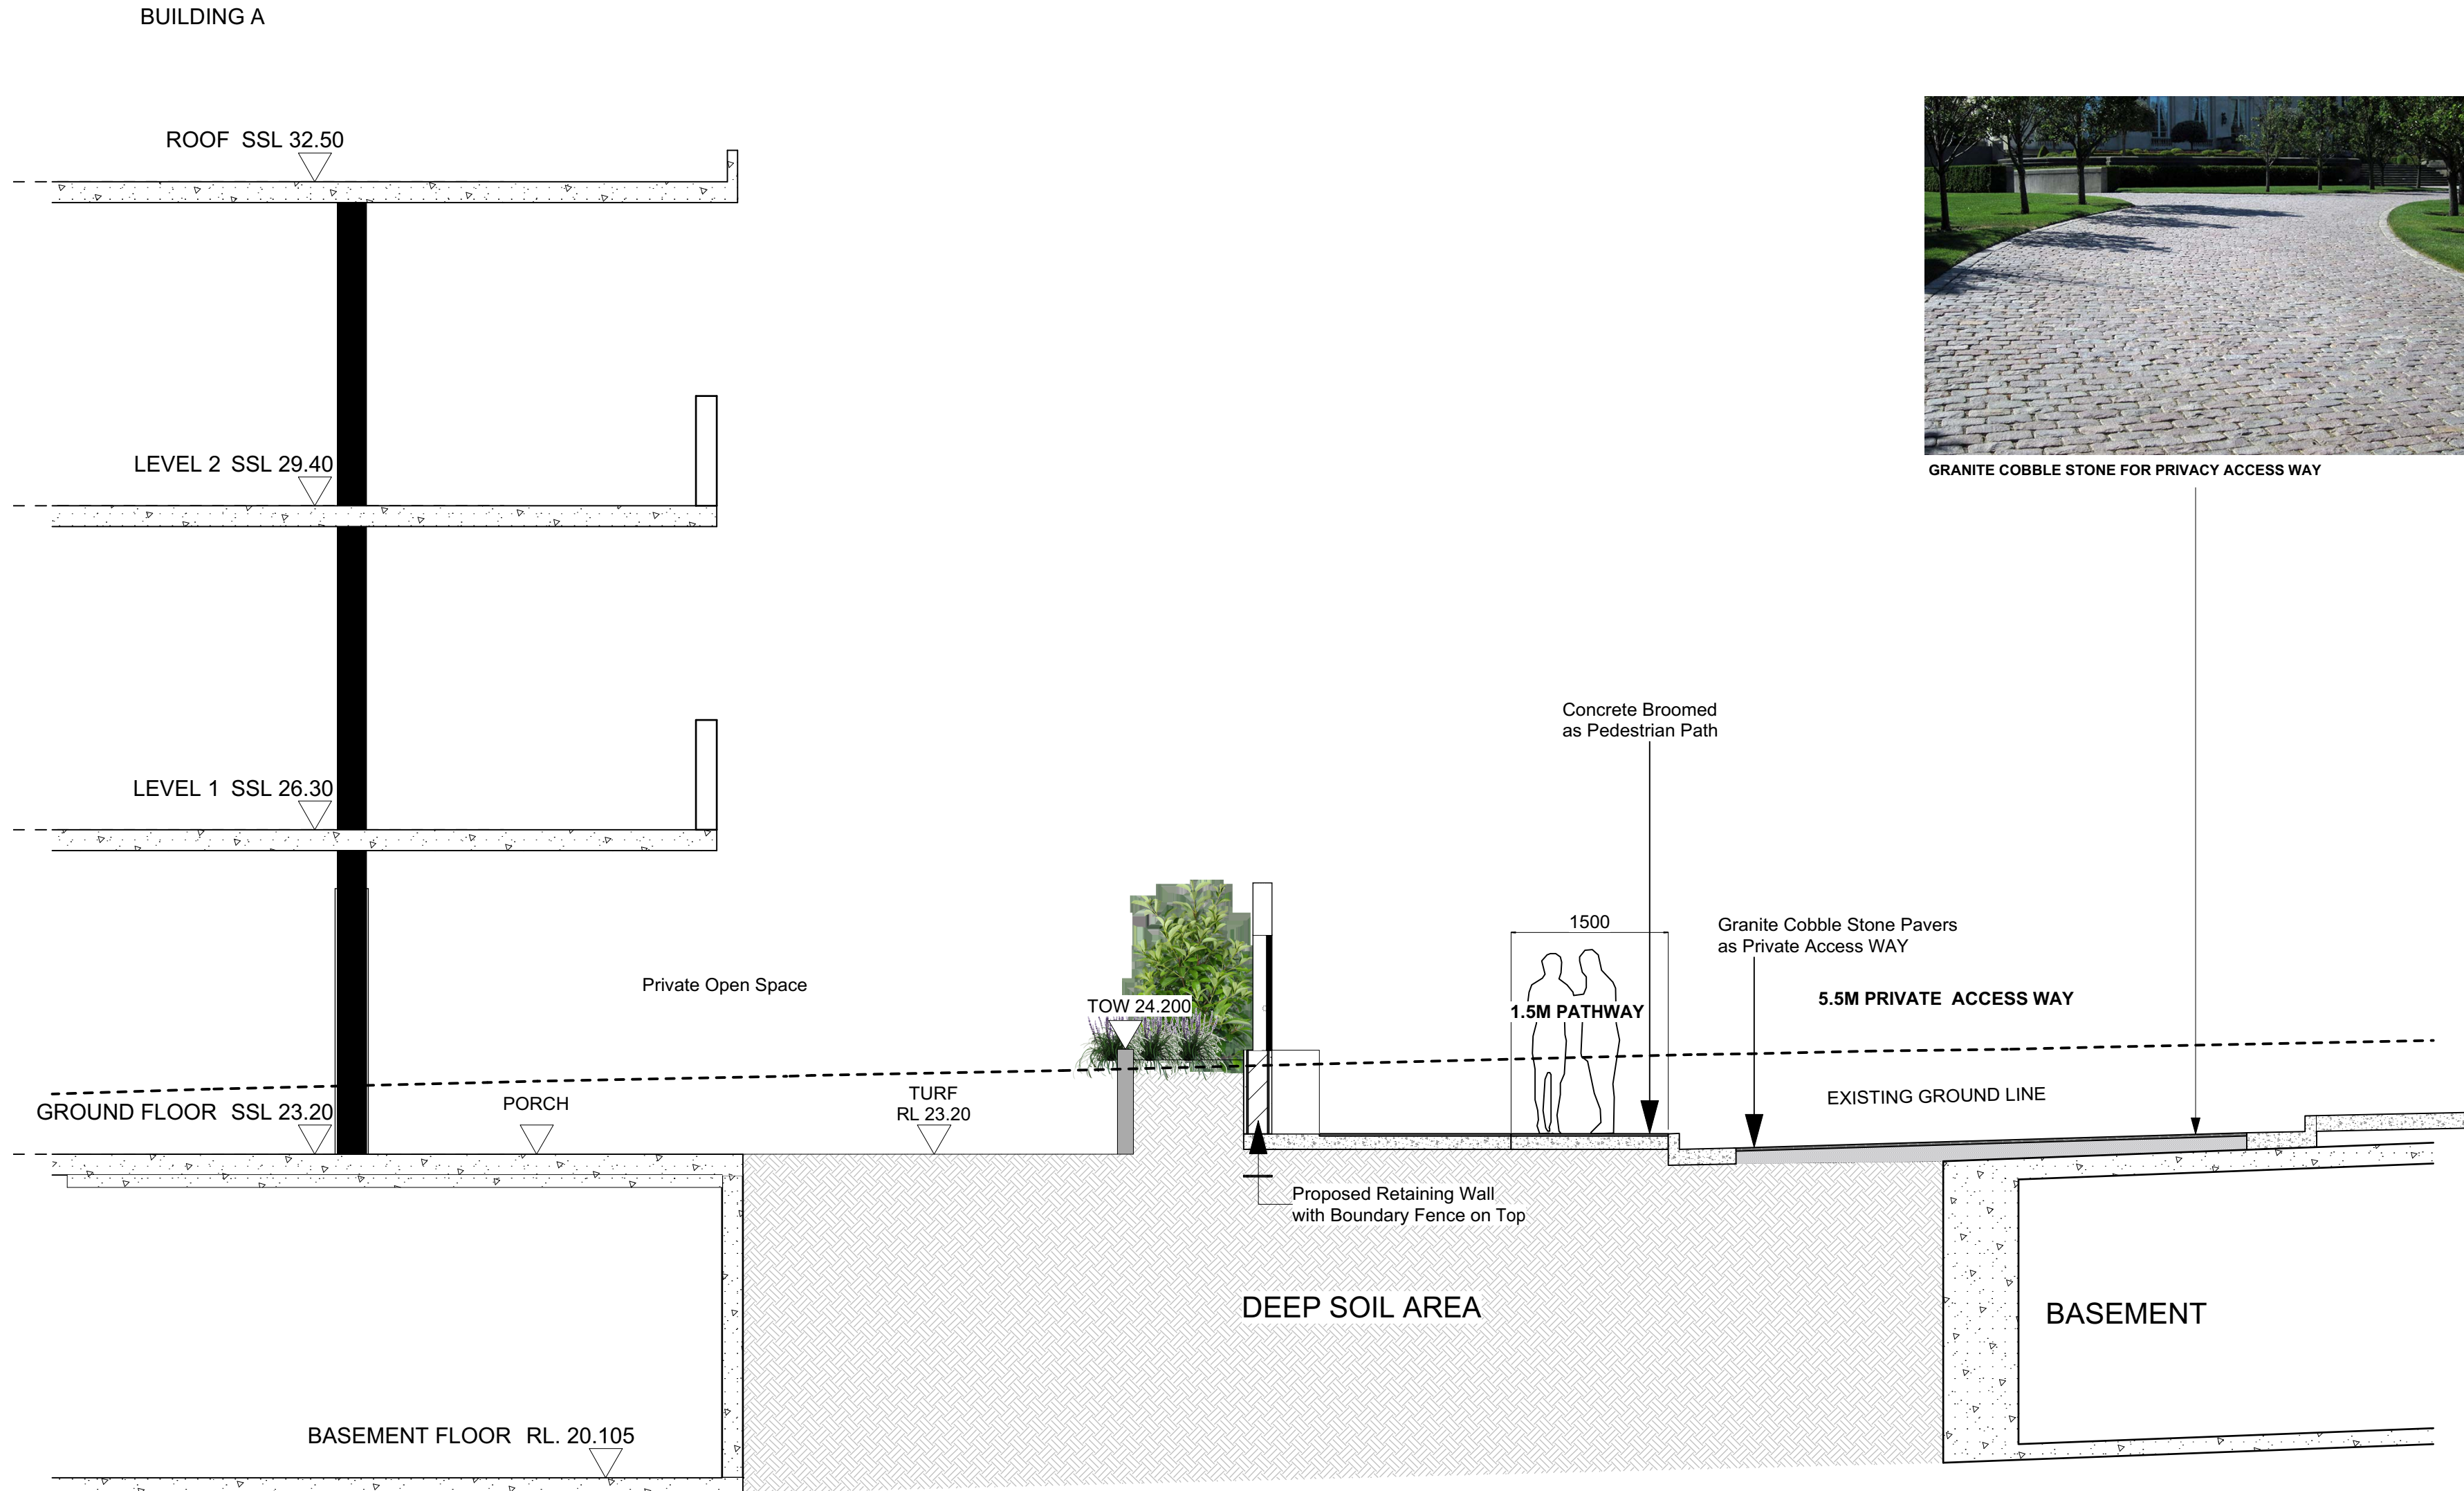 BUILDING A
ROOF SSL 32.50
GRANITE COBBLE STONE FOR PRIVACY ACCESS WAY
LEVEL 2 SSL 29.40
LEVEL 1 SSL 26.30
Concrete Broomed
as Pedestrian Path
1500
Granite Cobble Stone Pavers
as Private Access WAY
Private Open Space
TOW 24.200
1.5M PATHWAY
5.5M PRIVATE ACCESS WAY
GROUND FLOOR SSL 23.20
PORCH
TURF
RL 23.20
EXISTING GROUND LINE
Proposed Retaining Wall
with Boundary Fence on Top
DEEP SOIL AREA
BASEMENT
BASEMENT FLOOR RL. 20.105